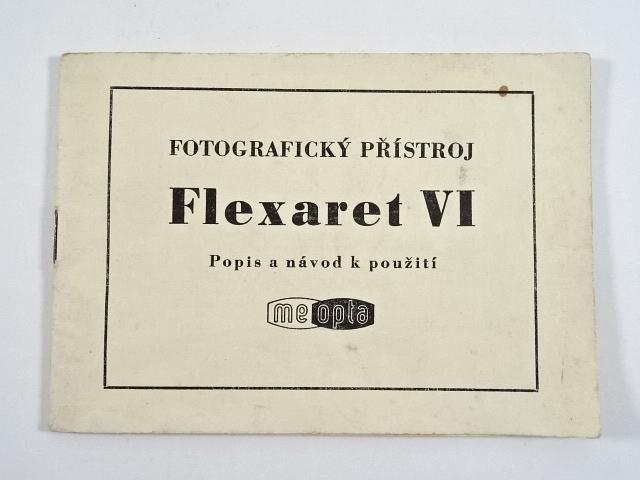 FOTOGRAFICKÝ PŘÍSTROJ
Flexaret VI
Popis a návod k použití
meopta